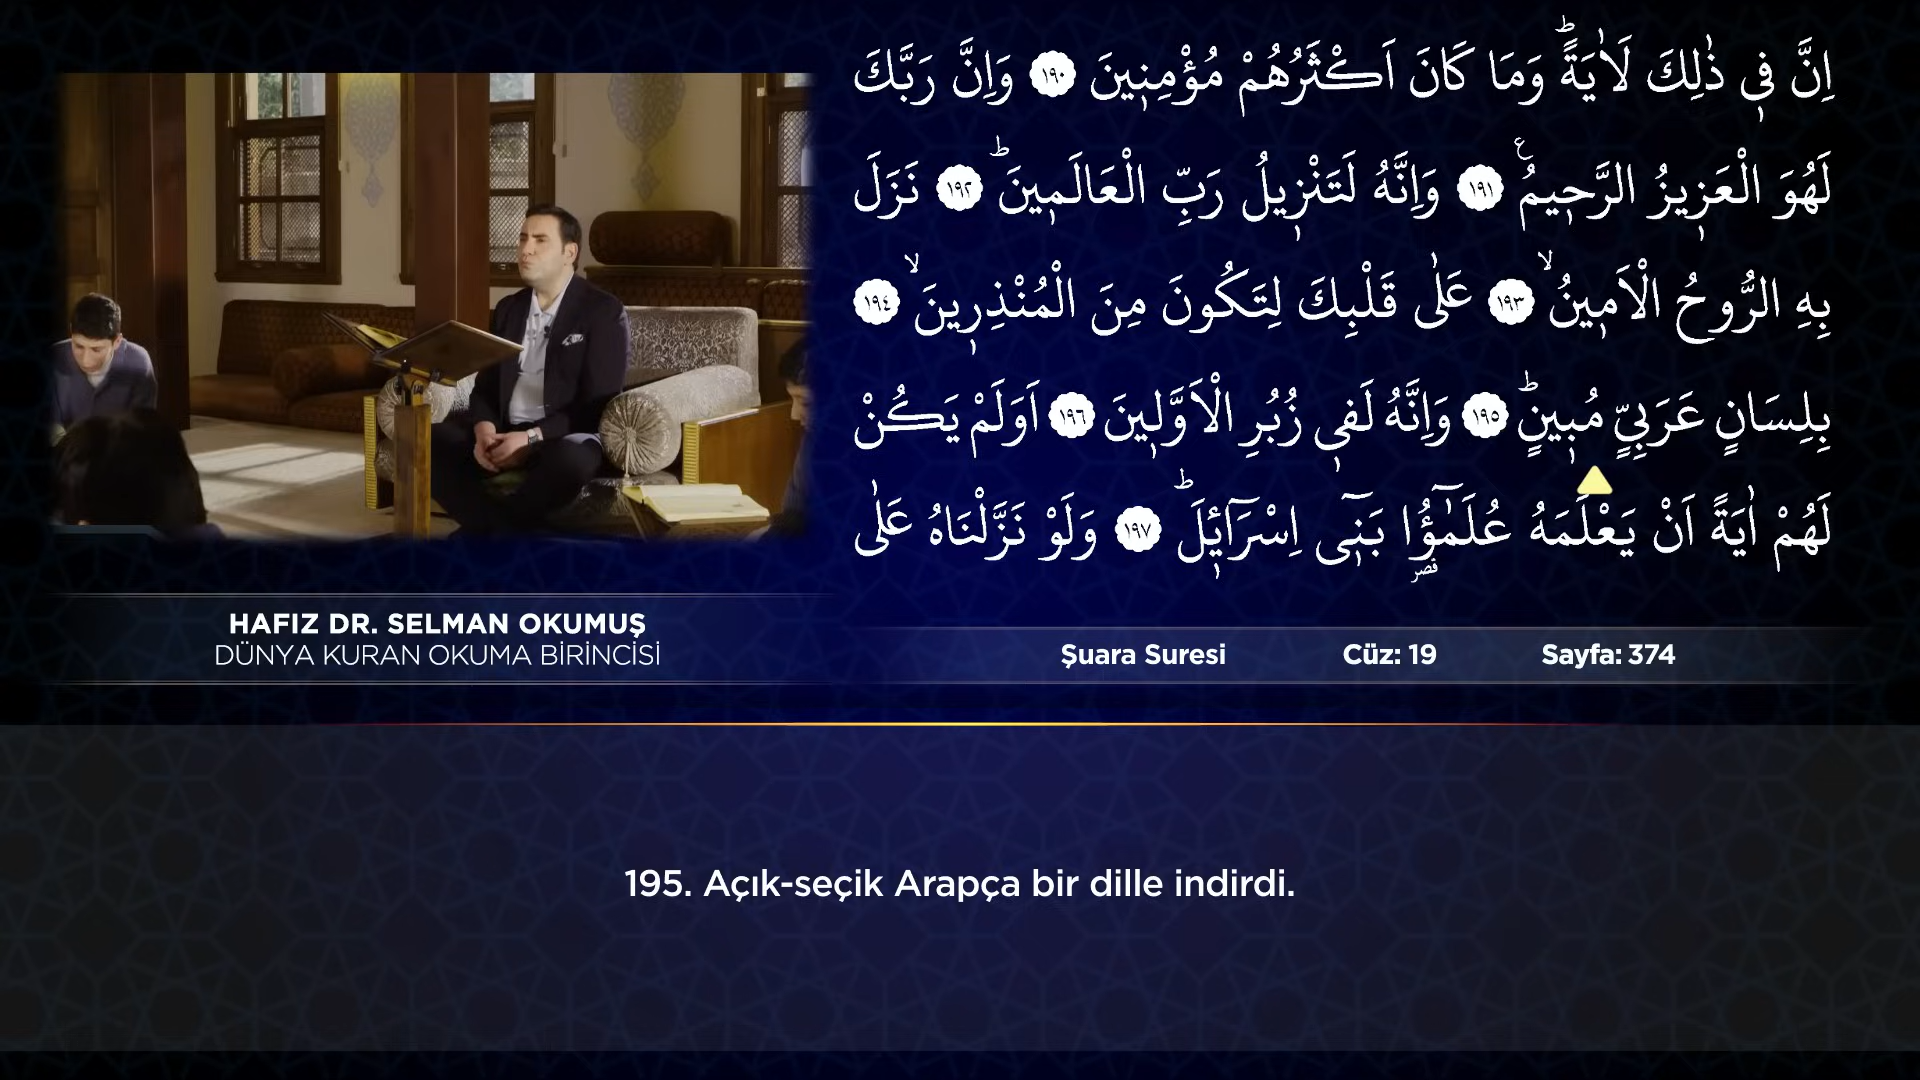 اِنَّ فٖي ذٰلِكَ لَاٰيَةًؕ وَمَا كَانَ اَكْثَرُهُمْ مُؤْمِنٖينَ ﴿١٩٠﴾ وَاِنَّ رَبَّكَ
لَهُوَ الْعَزٖيزُ الرَّحٖيمُࣖ ﴿١٩١﴾ وَاِنَّهُ لَتَنْزٖيلُ رَبِّ الْعَالَمٖينَؕ ﴿١٩٢﴾ نَزَلَ
بِهِ الرُّوحُ الْاَمٖينُۙ ﴿١٩٣﴾ عَلٰى قَلْبِكَ لِتَكُونَ مِنَ الْمُنْذِرٖينَۙ ﴿١٩٤﴾
بِلِسَانٍ عَرَبِيٍّ مُبٖينٍؕ ﴿١٩٥﴾ وَاِنَّهُ لَفٖي زُبُرِ الْاَوَّلٖينَ ﴿١٩٦﴾ اَوَلَمْ يَكُنْ
لَهُمْ اٰيَةً اَنْ يَعْلَمَهُ عُلَمٰٓؤُ۬ا بَنٖٓي اِسْرَٓائٖلَؕ ﴿١٩٧﴾ وَلَوْ نَزَّلْنَاهُ عَلٰى
قصر
HAFIZ DR. SELMAN OKUMUŞ
DÜNYA KURAN OKUMA BİRİNCİSİ
Şuara Suresi Cüz: 19 Sayfa: 374
195. Açık-seçik Arapça bir dille indirdi.